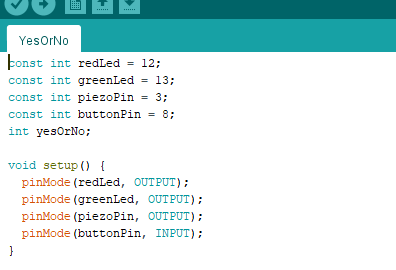 YesOrNo
const int redLed = 12;
const int greenLed = 13;
const int piezoPin = 3;
const int buttonPin = 8;
int yesOrNo;

void setup() {
  pinMode(redLed, OUTPUT);
  pinMode(greenLed, OUTPUT);
  pinMode(piezoPin, OUTPUT);
  pinMode(buttonPin, INPUT);
}